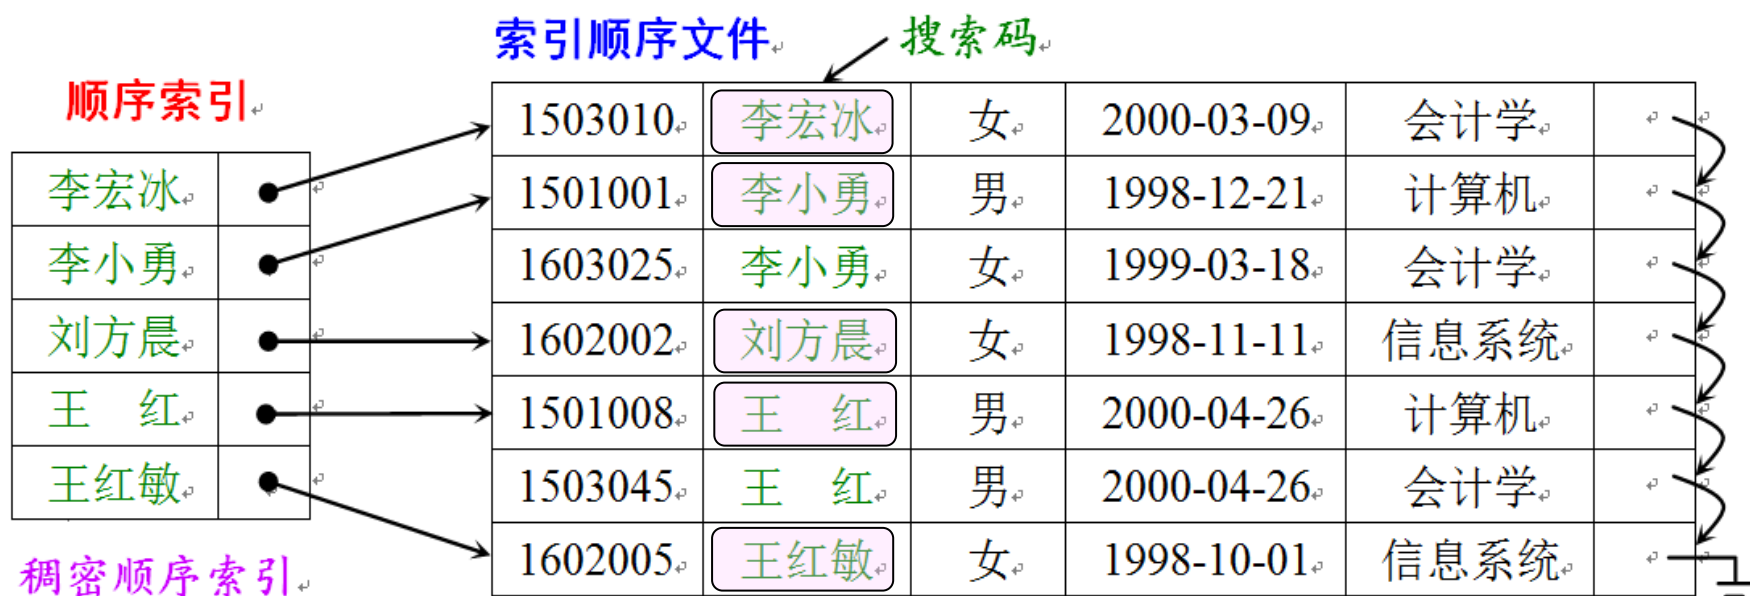 索引顺序文件
搜索码
顺序索引
李宏冰
李小勇
刘方晨
王 红
王红敏
稠密顺序索引
1503010 李宏冰 女 2000-03-09 会计学
1501001 李小勇 男 1998-12-21 计算机
1603025 李小勇 女 1999-03-18 会计学
1602002 刘方晨 女 1998-11-11 信息系统
1501008 王 红 男 2000-04-26 计算机
1503045 王 红 男 2000-04-26 会计学
1602005 王红敏 女 1998-10-01 信息系统